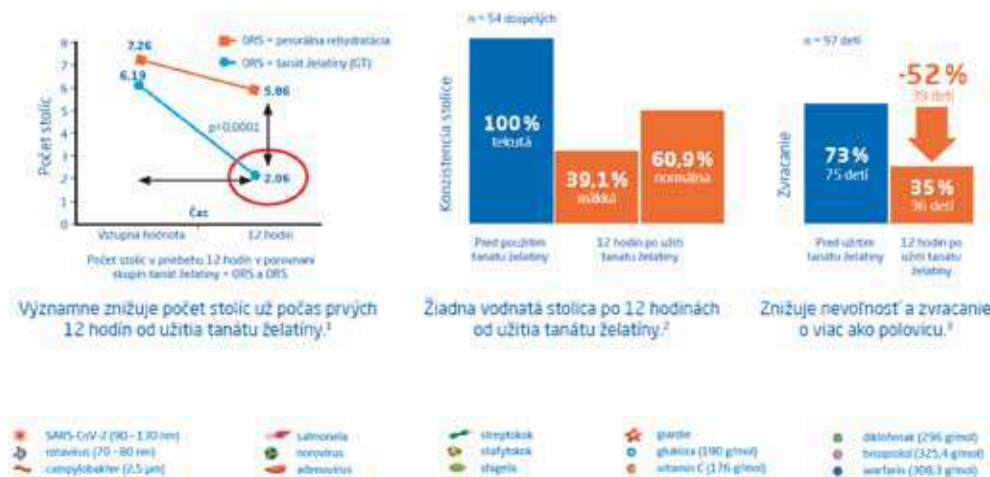 8
7
6
5
4
3
2
1
0
Počet stolíc
7.26
6.19
5.86
2.06
p<0.0001
ORS = perorálna rehydratácia
ORS + tanát želatíny (GT)
Čas
Vstupná hodnota
12 hodín
Počet stolíc v priebehu 12 hodín v porovnaní
skupín tanát želatíny + ORS a ORS
Významne znižuje počet stolíc už počas prvých
12 hodín od užitia tanátu želatíny.¹
n = 54 dospelých
Konzistencia stolice
100%
tekutá
39,1%
mäkká
60,9%
normálna
Pred použitím
tanátu želatíny
12 hodín po užití
tanátu želatíny
Žiadna vodnatá stolica po 12 hodinách
od užitia tanátu želatíny.²
n = 97 detí
Zvracanie
-52%
39 detí
73%
75 detí
35%
36 detí
Pred užitím
tanátu želatíny
12 hodín po
užití tanátu
želatíny
Znižuje nevoľnosť a zvracanie
o viac ako polovicu.³
SARS-CoV-2 (90 - 130 nm)
rotavírus (70 - 80 nm)
campylobakter (2,5 µm)
salmonela
norovírus
adenovírus
streptokok
stafylokok
shigela
giardie
glukóza (180 g/mol)
vitamín C (176 g/mol)
diklofenak (296 g/mol)
bisoprolol (325,4 g/mol)
warfarín (308,3 g/mol)